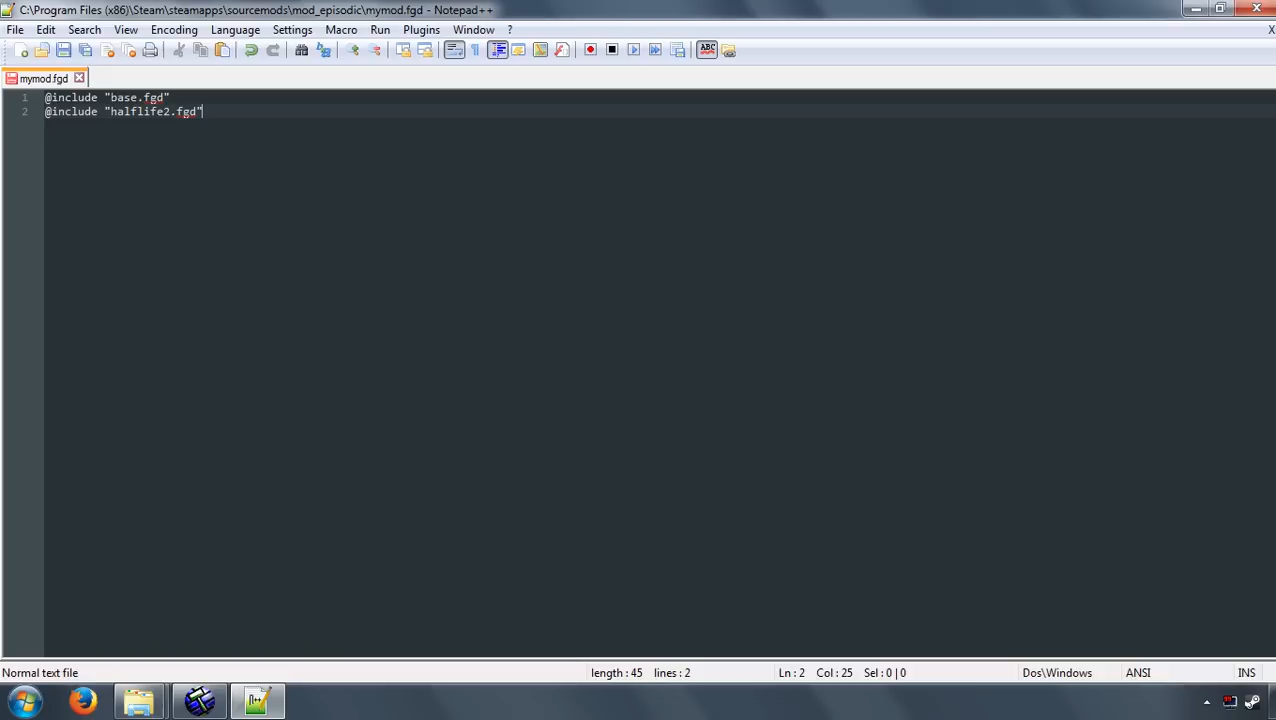 C:\Program Files (x86)\Steam\steamapps\sourcemods\mod_episodic\mymod.fgd - Notepad++
File Edit Search View Encoding Language Settings Macro Run Plugins Window ? X
ABC
mymod.fgd
1 @include "base.fgd"
2 @include "halflife2.fgd"
Normal text file length : 45 lines : 2 Ln : 2 Col : 25 Sel : 0 | 0 Dos\Windows ANSI INS